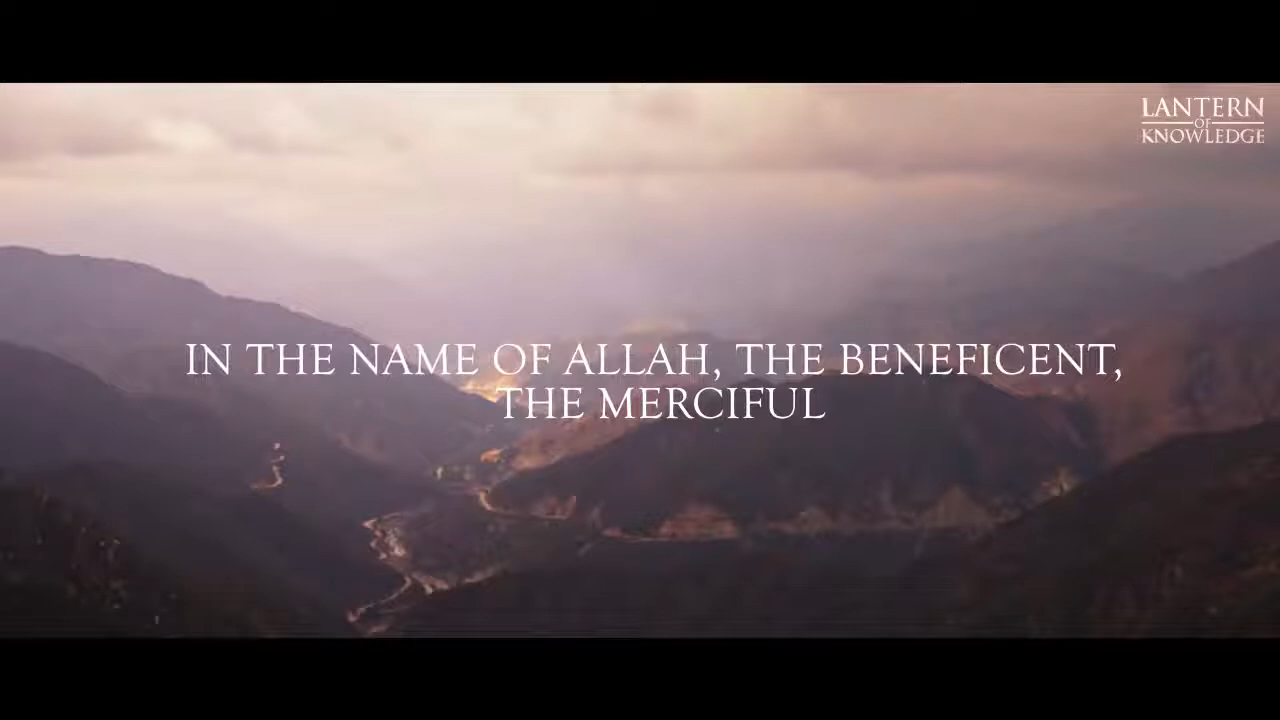 LANTERN
OF
KNOWLEDGE
IN THE NAME OF ALLAH, THE BENEFICENT,
THE MERCIFUL